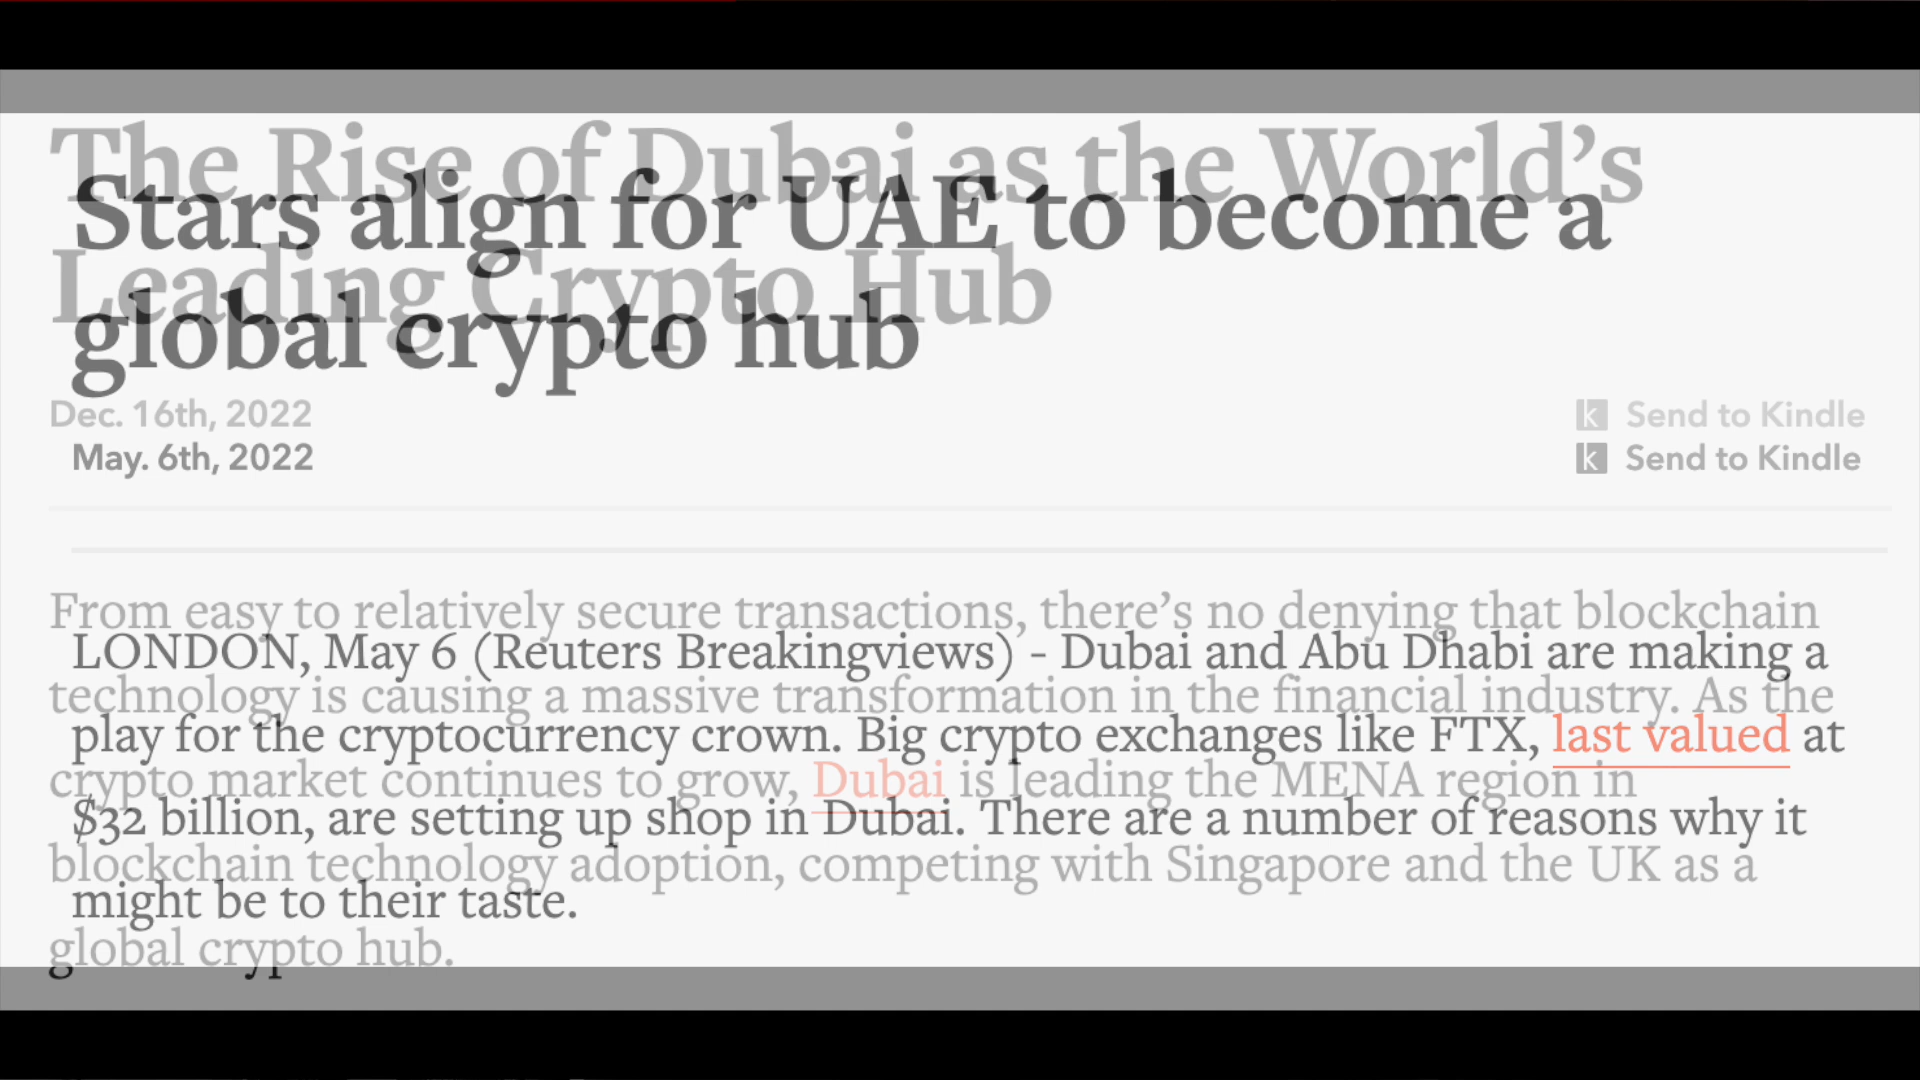 The Rise of Dubai as the World’s
Leading Crypto Hub
Dec. 16th, 2022
Send to Kindle
From easy to relatively secure transactions, there’s no denying that blockchain
technology is causing a massive transformation in the financial industry. As the
crypto market continues to grow, Dubai is leading the MENA region in
blockchain technology adoption, competing with Singapore and the UK as a
global crypto hub.
Stars align for UAE to become a
global crypto hub
May. 6th, 2022
Send to Kindle
LONDON, May 6 (Reuters Breakingviews) - Dubai and Abu Dhabi are making a
play for the cryptocurrency crown. Big crypto exchanges like FTX, last valued at
$32 billion, are setting up shop in Dubai. There are a number of reasons why it
might be to their taste.